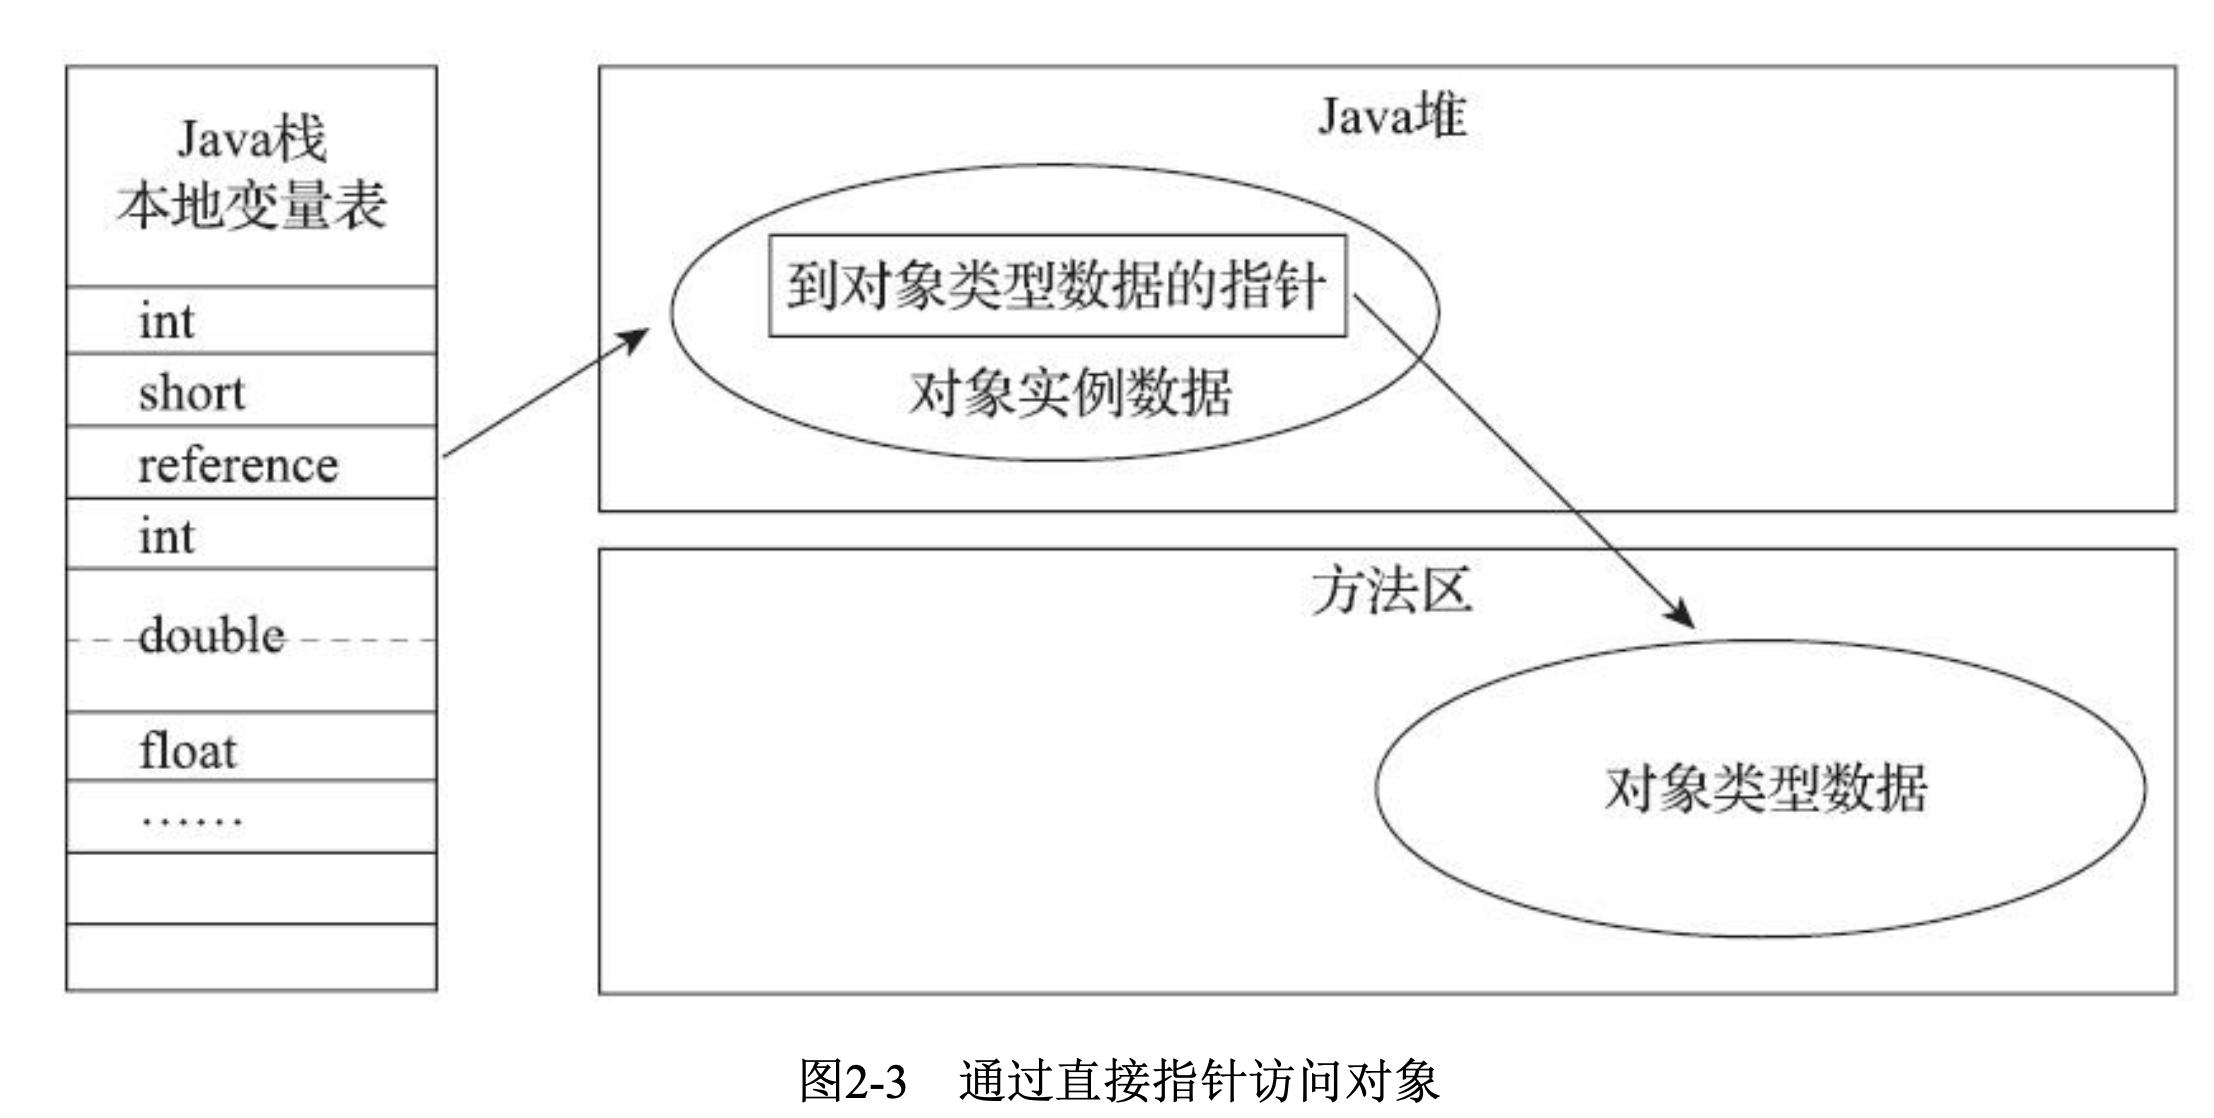 Java栈
本地变量表
int
short
reference
int
double
float
……
Java堆
到对象类型数据的指针
对象实例数据
方法区
对象类型数据
图2-3 通过直接指针访问对象